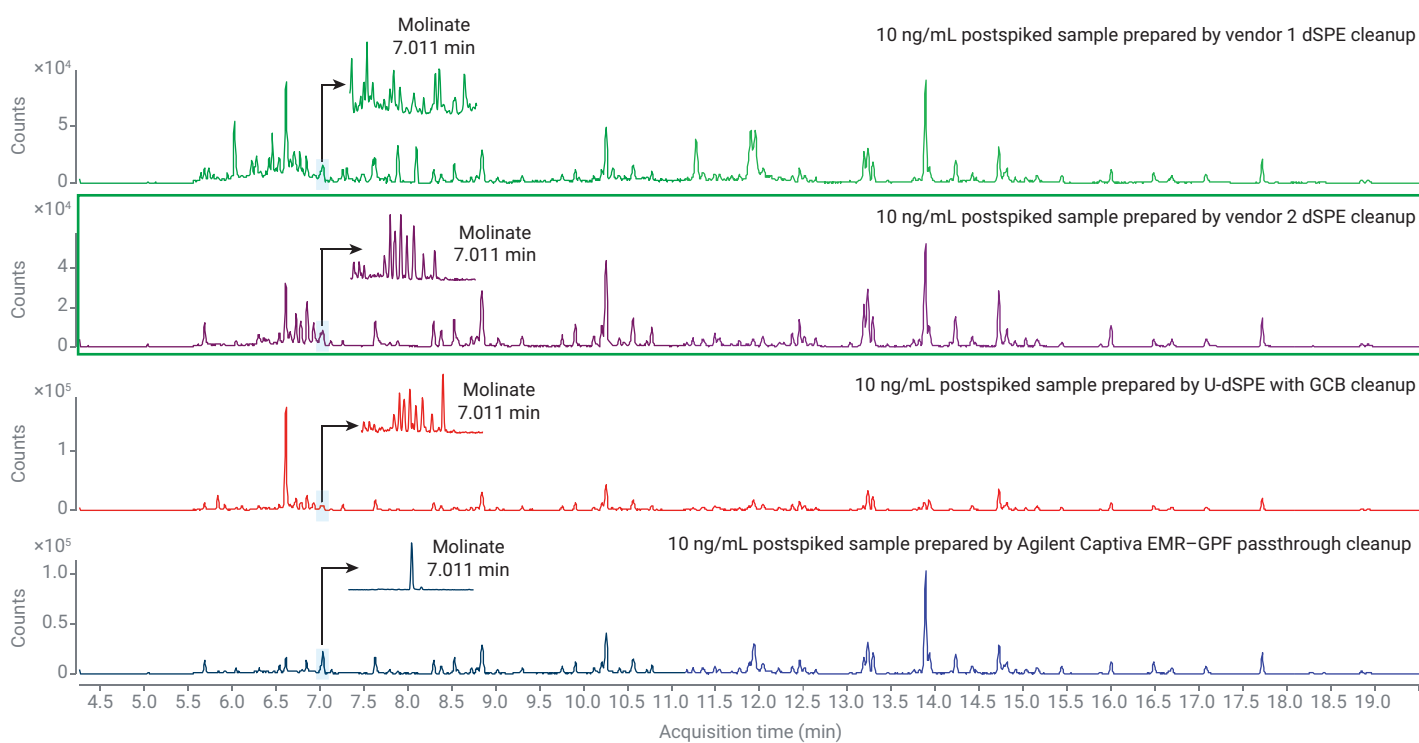 Molinate
7.011 min
10 ng/mL postspiked sample prepared by vendor 1 dSPE cleanup
×10⁴
Counts
5
0
×10⁴
10 ng/mL postspiked sample prepared by vendor 2 dSPE cleanup
Molinate
7.011 min
Counts
4
2
0
×10⁵
10 ng/mL postspiked sample prepared by U-dSPE with GCB cleanup
Molinate
7.011 min
Counts
1
0
×10⁵
10 ng/mL postspiked sample prepared by Agilent Captiva EMR–GPF passthrough cleanup
Molinate
7.011 min
Counts
1.0
0.5
0
4.5 5.0 5.5 6.0 6.5 7.0 7.5 8.0 8.5 9.0 9.5 10.0 10.5 11.0 11.5 12.0 12.5 13.0 13.5 14.0 14.5 15.0 15.5 16.0 16.5 17.0 17.5 18.0 18.5 19.0
Acquisition time (min)